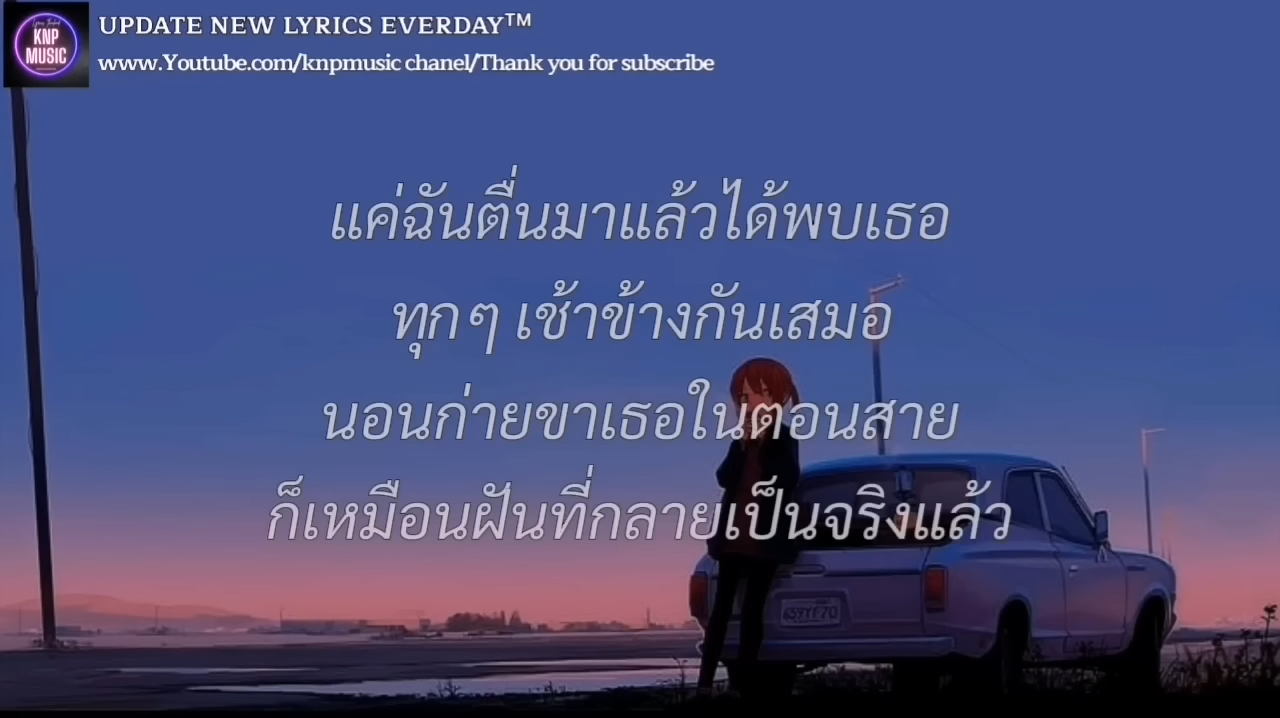 KNP
MUSIC
UPDATE NEW LYRICS EVERDAY™
www.Youtube.com/knpmusic chanel/Thank you for subscribe
แค่ฉันตื่นมาแล้วได้พบเธอ
ทุกๆ เช้าข้างกันเสมอ
นอนก่ายขาเธอในตอนสาย
ก็เหมือนฝันที่กลายเป็นจริงแล้ว